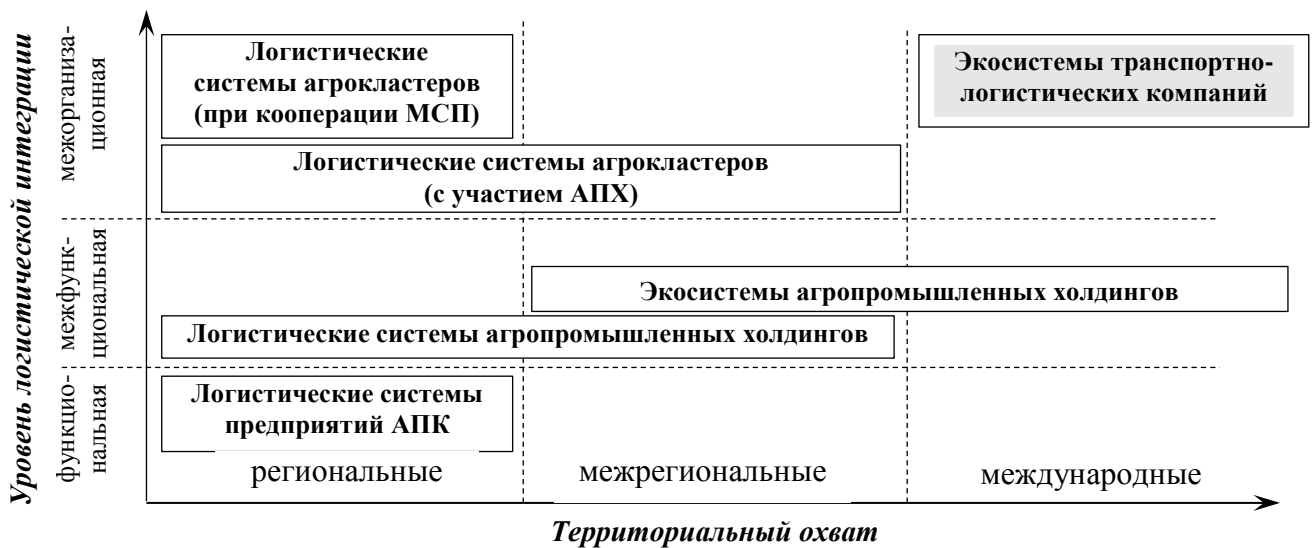 Уровень логистической интеграции
межорганиза-
ционная
Логистические
системы агрокластеров
(при кооперации МСП)
Экосистемы транспортно-
логистических компаний
Логистические системы агрокластеров
(с участием АПХ)
межфунк-
циональная
Экосистемы агропромышленных холдингов
Логистические системы агропромышленных холдингов
функцио-
нальная
Логистические системы
предприятий АПК
региональные
межрегиональные
международные
Территориальный охват